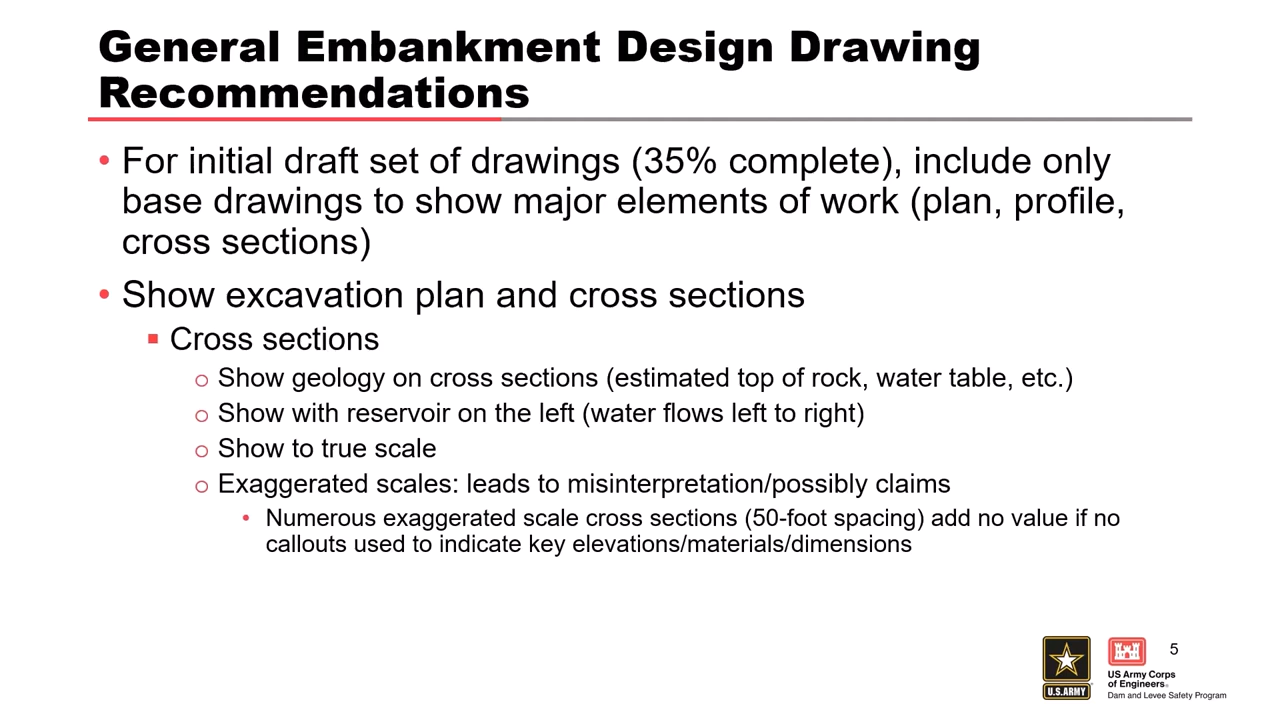 General Embankment Design Drawing
Recommendations
• For initial draft set of drawings (35% complete), include only
base drawings to show major elements of work (plan, profile,
cross sections)
• Show excavation plan and cross sections
▪ Cross sections
o Show geology on cross sections (estimated top of rock, water table, etc.)
o Show with reservoir on the left (water flows left to right)
o Show to true scale
o Exaggerated scales: leads to misinterpretation/possibly claims
• Numerous exaggerated scale cross sections (50-foot spacing) add no value if no
callouts used to indicate key elevations/materials/dimensions
5
U.S.ARMY
US Army Corps
of Engineers®
Dam and Levee Safety Program